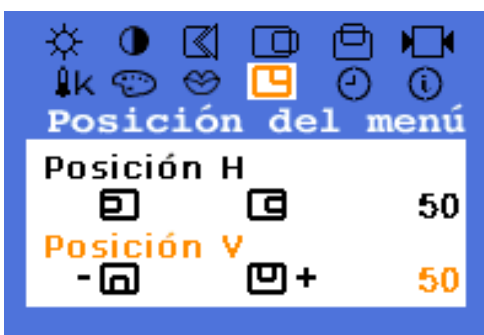 K
Posición del menú
Posición H
50
Posición V
- + 50